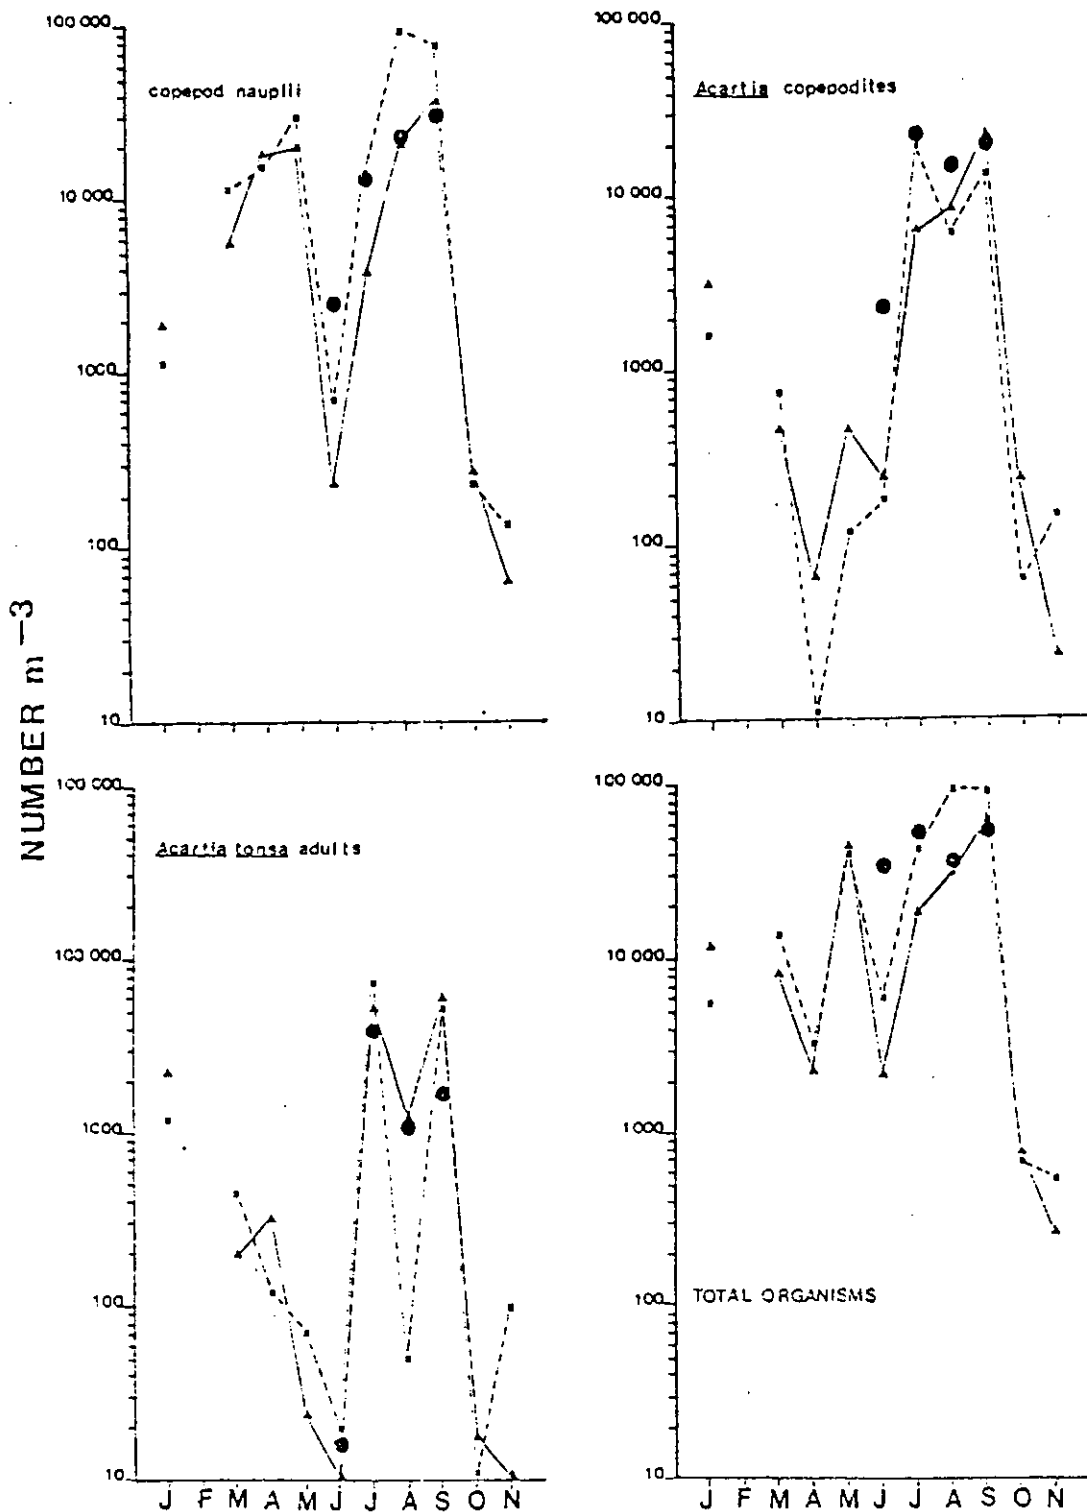 100 000
copepod nauplii
10 000
1000
100
10
100 000
Acartia copepodites
10 000
1000
100
10
NUMBER m⁻³
100 000
Acartia tonsa adults
100 000
1000
100
10
J F M A M J J A S O N
100 000
10 000
1 000
100
TOTAL ORGANISMS
10
J F M A M J J A S O N